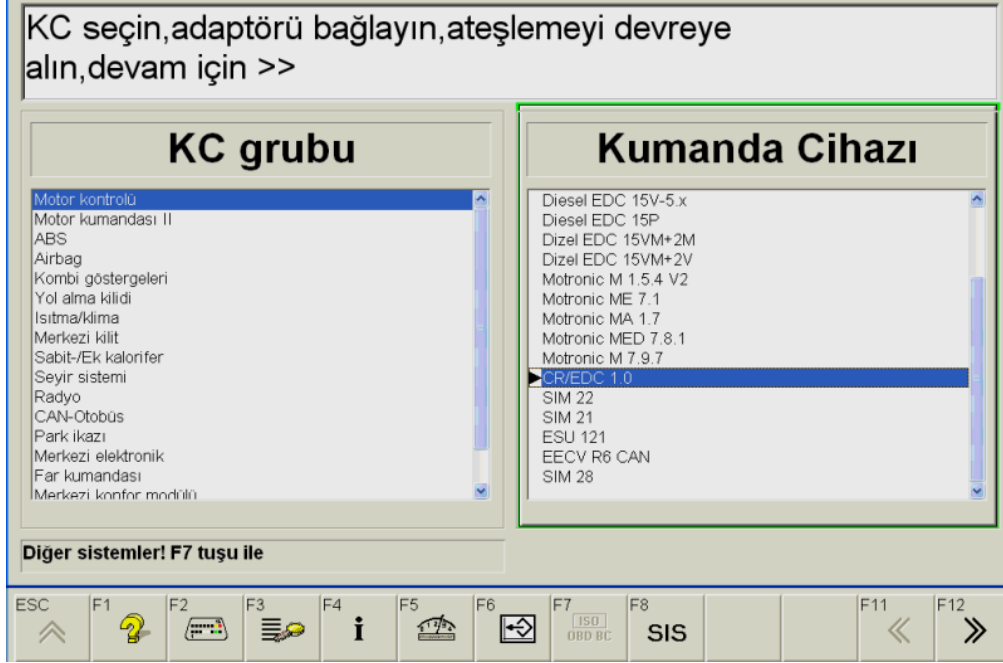 KC seçin,adaptörü bağlayın,ateşlemeyi devreye
alın,devam için >>
KC grubu
Motor kontrolü
Motor kumandası II
ABS
Airbag
Kombi göstergeleri
Yol alma kilidi
Isıtma/klima
Merkezi kilit
Sabit-/Ek kalorifer
Seyir sistemi
Radyo
CAN-Otobüs
Park ikazı
Merkezi elektronik
Far kumandası
Merkezi konfor modülü
Kumanda Cihazı
Diesel EDC 15V-5.x
Diesel EDC 15P
Dizel EDC 15VM+2M
Dizel EDC 15VM+2V
Motronic M 1.5.4 V2
Motronic ME 7.1
Motronic MA 1.7
Motronic MED 7.8.1
Motronic M 7.9.7
CR/EDC 1.0
SIM 22
SIM 21
ESU 121
EECV R6 CAN
SIM 28
Diğer sistemler! F7 tuşu ile
ESC
F1
F2
F3
F4
F5
F6
F7
ISO
OBD BC
F8
SIS
F11
F12